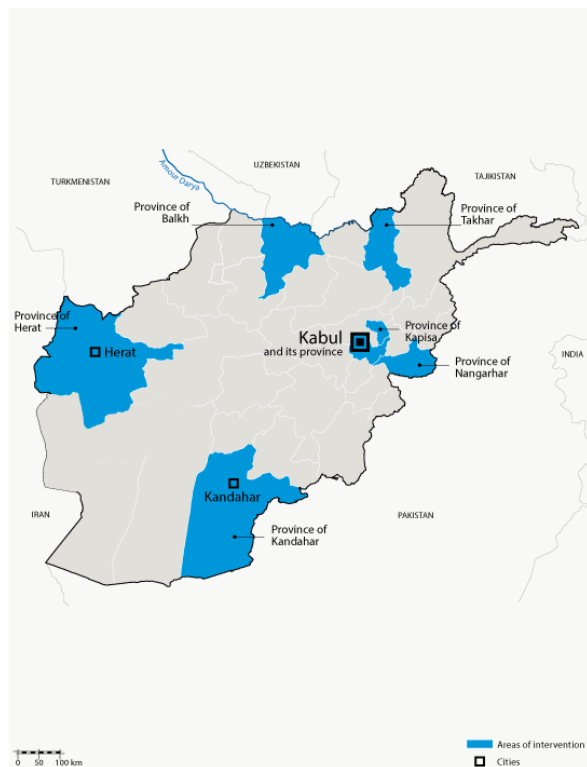 UZBEKISTAN
Amour Darya
TURKMENISTAN
TAJIKISTAN
Province of
Balkh
Province of
Takhar
Province of
Herat
Herat
Kabul
and its province
Province of
Kapisa
Province of
Nangarhar
INDIA
Kandahar
IRAN
PAKISTAN
Province of
Kandahar
Areas of intervention
Cities
0 50 100 km